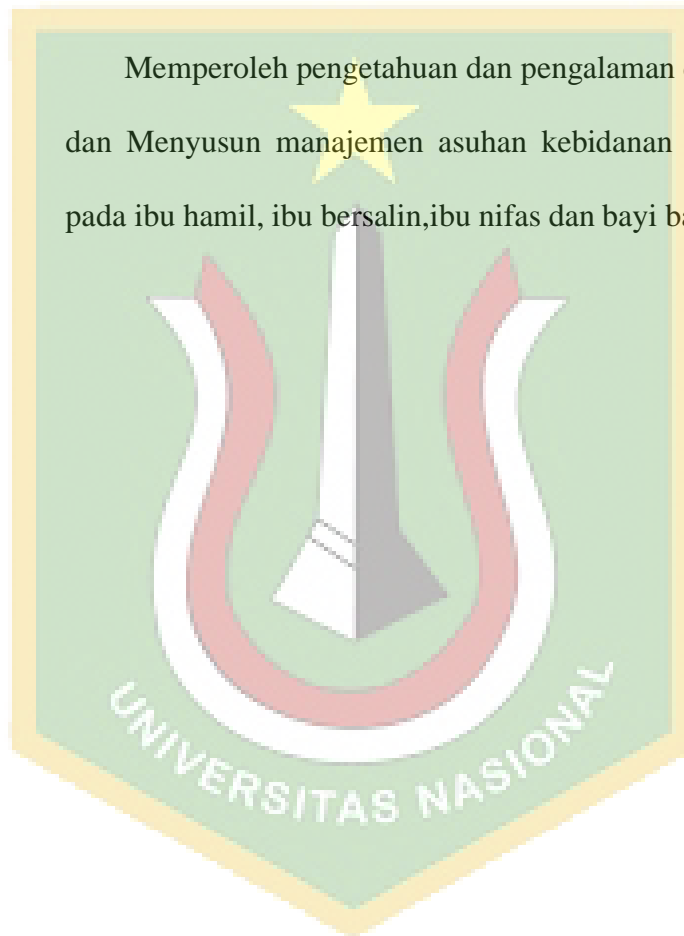 Memperoleh pengetahuan dan pengalaman
dan Menyusun manajemen asuhan kebidanan
pada ibu hamil, ibu bersalin,ibu nifas dan bayi
UNIVERSITAS NASIONAL